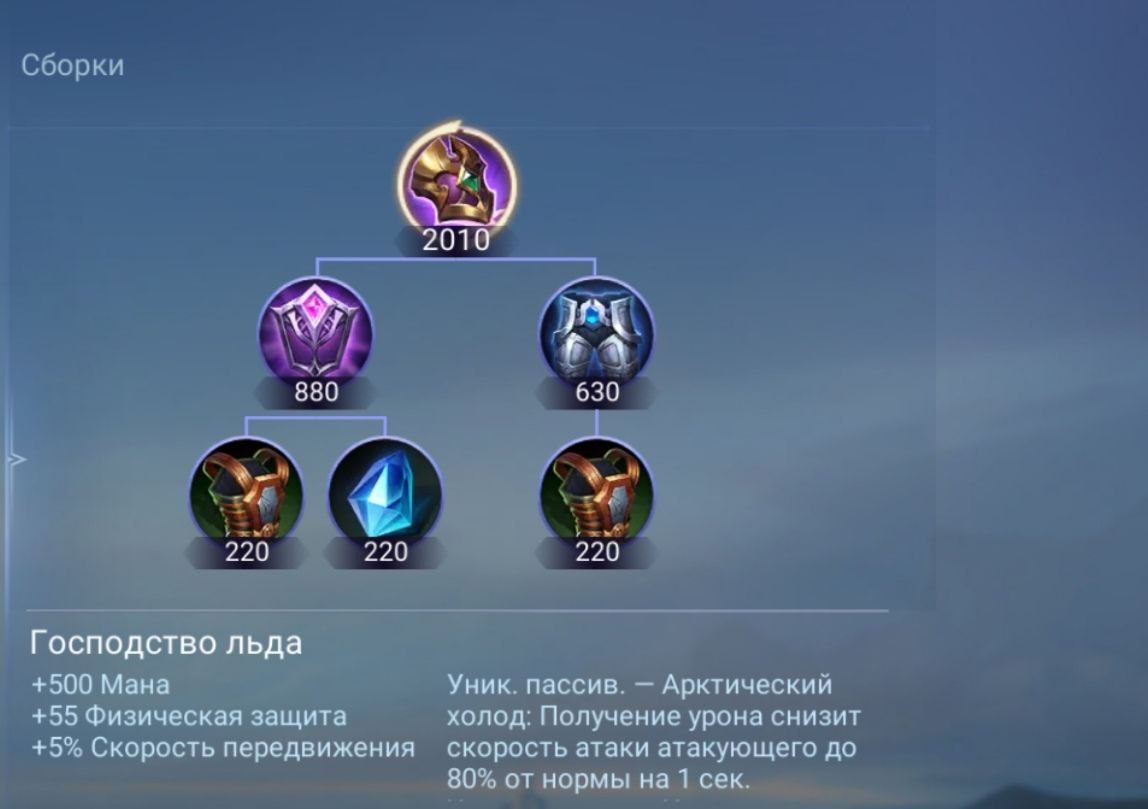 Сборки
2010
880
630
220
220
220
Господство льда
+500 Мана
+55 Физическая защита
+5% Скорость передвижения
Уник. пассив. — Арктический
холод: Получение урона снизит
скорость атаки атакующего до
80% от нормы на 1 сек.